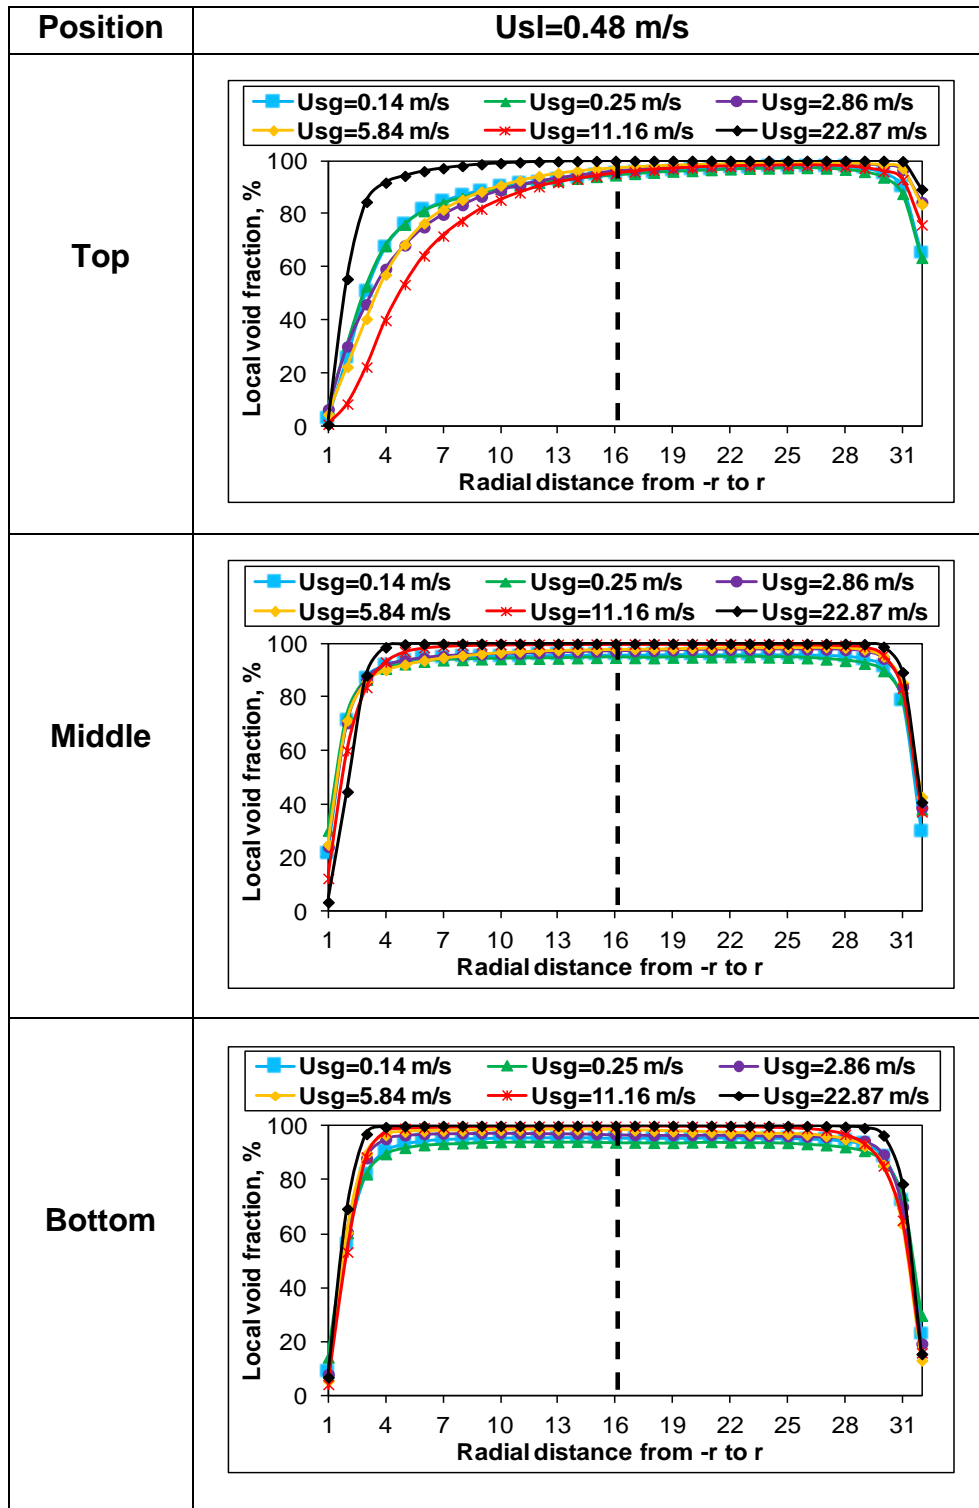 Position
Usl=0.48 m/s
Top
Usg=0.14 m/s Usg=0.25 m/s Usg=2.86 m/s
Usg=5.84 m/s Usg=11.16 m/s Usg=22.87 m/s
Local void fraction, %
100
80
60
40
20
0
1 4 7 10 13 16 19 22 25 28 31
Radial distance from -r to r
Middle
Usg=0.14 m/s Usg=0.25 m/s Usg=2.86 m/s
Usg=5.84 m/s Usg=11.16 m/s Usg=22.87 m/s
Local void fraction, %
100
80
60
40
20
0
1 4 7 10 13 16 19 22 25 28 31
Radial distance from -r to r
Bottom
Usg=0.14 m/s Usg=0.25 m/s Usg=2.86 m/s
Usg=5.84 m/s Usg=11.16 m/s Usg=22.87 m/s
Local void fraction, %
100
80
60
40
20
0
1 4 7 10 13 16 19 22 25 28 31
Radial distance from -r to r